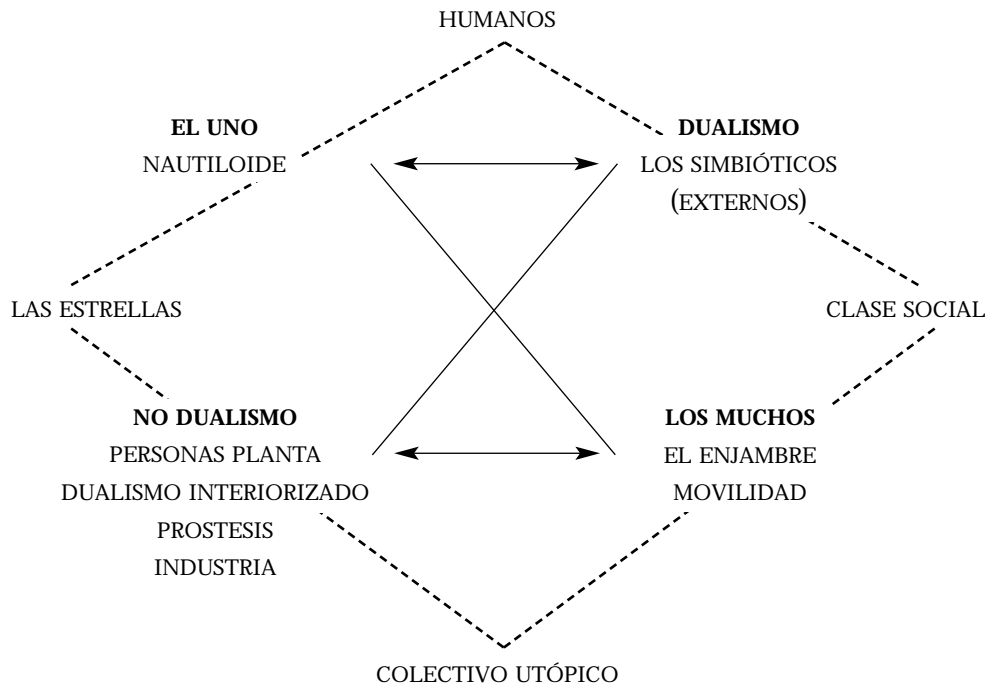 HUMANOS
EL UNO
NAUTILOIDE
DUALISMO
LOS SIMBIÓTICOS
(EXTERNOS)
LAS ESTRELLAS
CLASE SOCIAL
NO DUALISMO
PERSONAS PLANTA
DUALISMO INTERIORIZADO
PROSTESIS
INDUSTRIA
LOS MUCHOS
EL ENJAMBRE
MOVILIDAD
COLECTIVO UTÓPICO